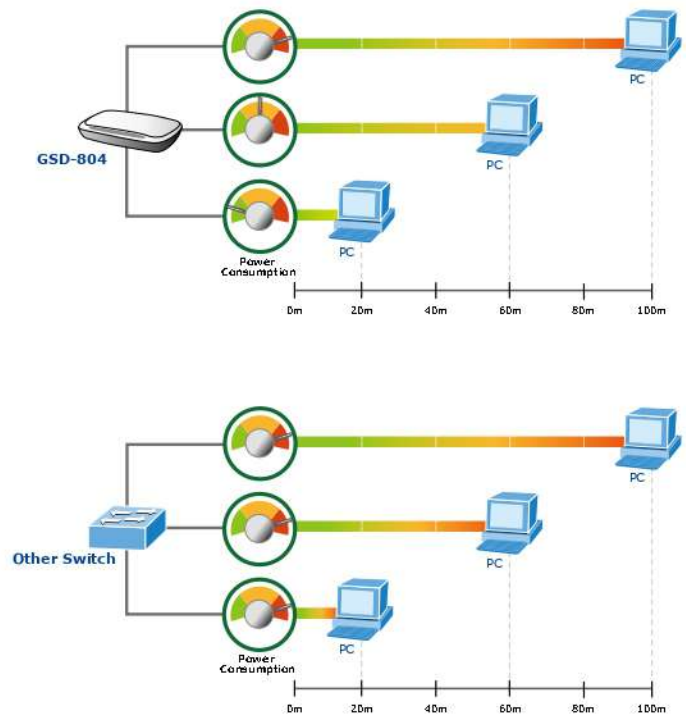 PC
PC
GSD-804
PC
Power
Consumption
0m 20m 40m 60m 80m 100m
PC
Other Switch
PC
PC
Power
Consumption
0m 20m 40m 60m 80m 100m